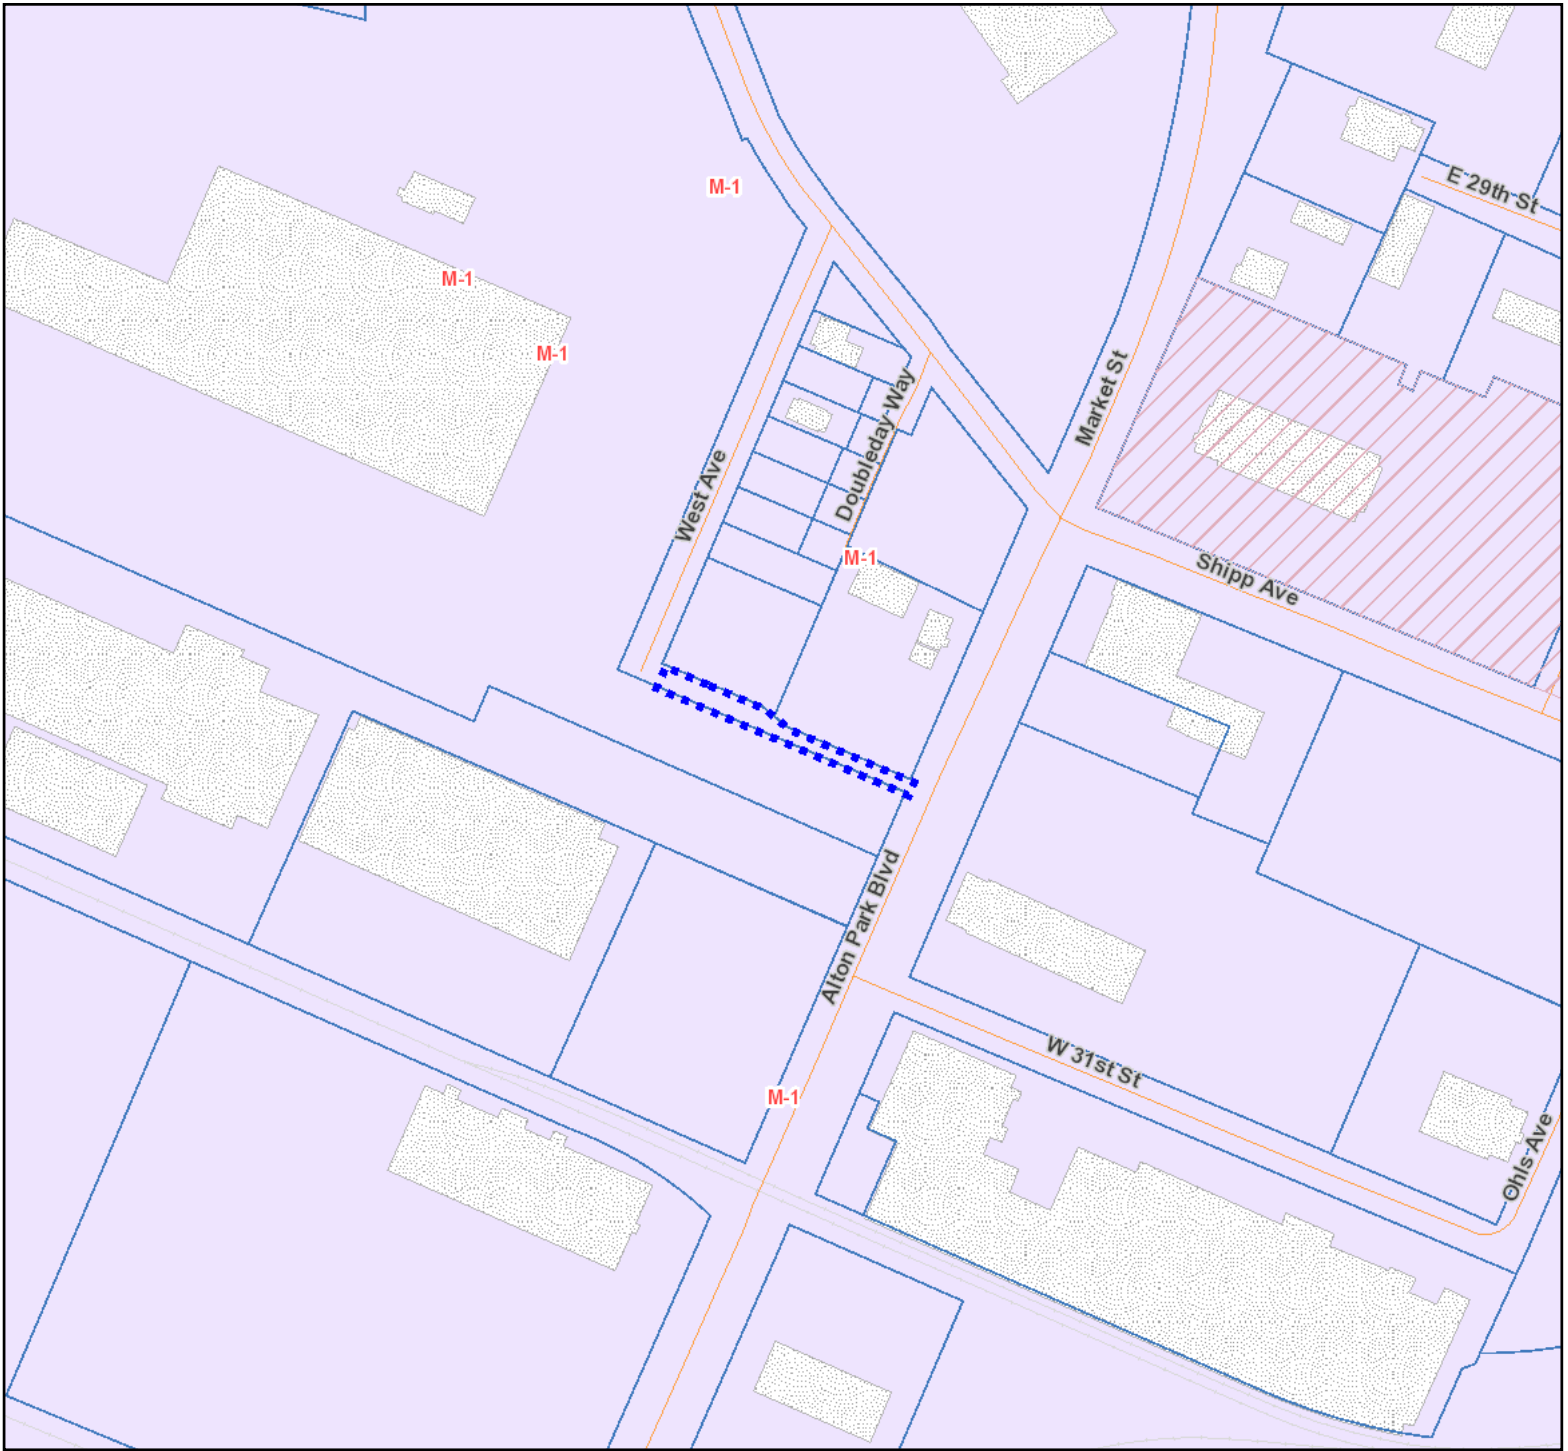 M-1
E 29th St
M-1
M-1
Market St
Doubleday Way
West Ave
M-1
Shipp Ave
Alton Park Blvd
W 31st St
M-1
Ohls Ave